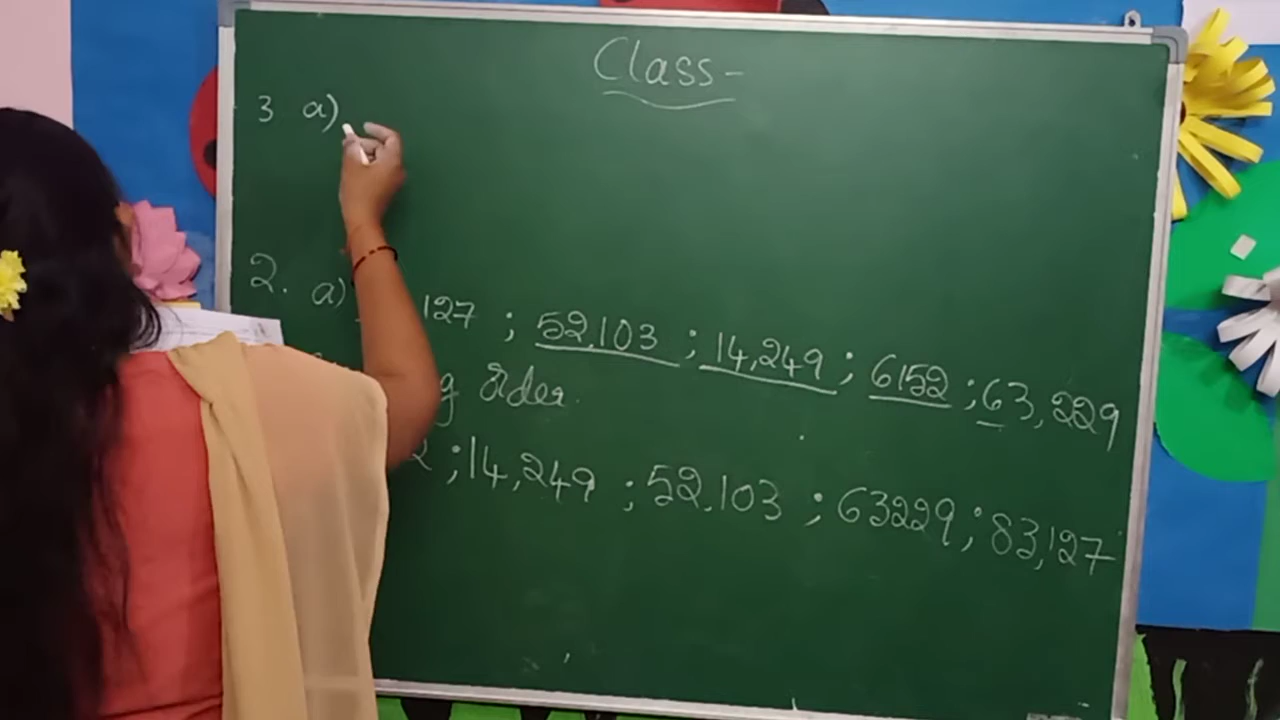 Class-
3 a)
2. a) 127 ; 52,103 ; 14,249 ; 6152 ; 63,229
g order.
2 ; 14,249 ; 52,103 ; 63229 ; 83,127